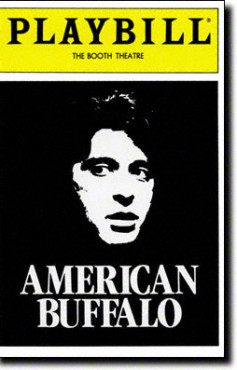 PLAYBILL®
THE BOOTH THEATRE
AMERICAN
BUFFALO